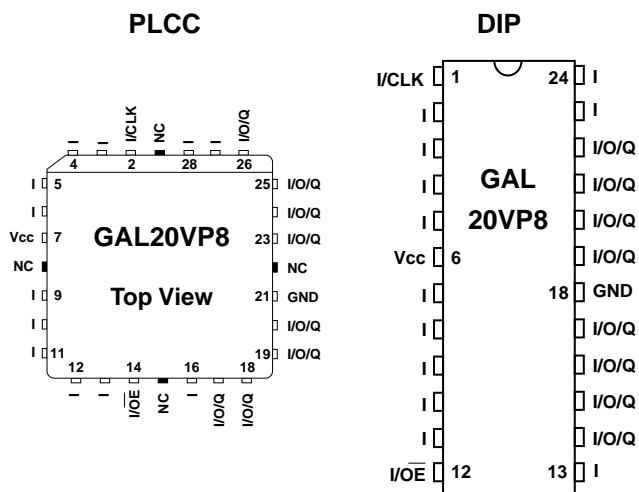 PLCC
I
I
I/CLK
NC
I
I
I/O/Q
4
2
28
26
I 5
25 I/O/Q
I
I/O/Q
Vcc 7
GAL20VP8
23 I/O/Q
NC
NC
Top View
I 9
21 GND
I
I/O/Q
I 11
19 I/O/Q
12
14
16
18
I
I
I/OE
NC
I
I/O/Q
I/O/Q
DIP
I/CLK 1
24 I
I
I
I
I/O/Q
I
GAL
I/O/Q
I
20VP8
I/O/Q
Vcc 6
I/O/Q
I
18 GND
I
I/O/Q
I
I/O/Q
I
I/O/Q
I
I/O/Q
I/OE 12
13 I